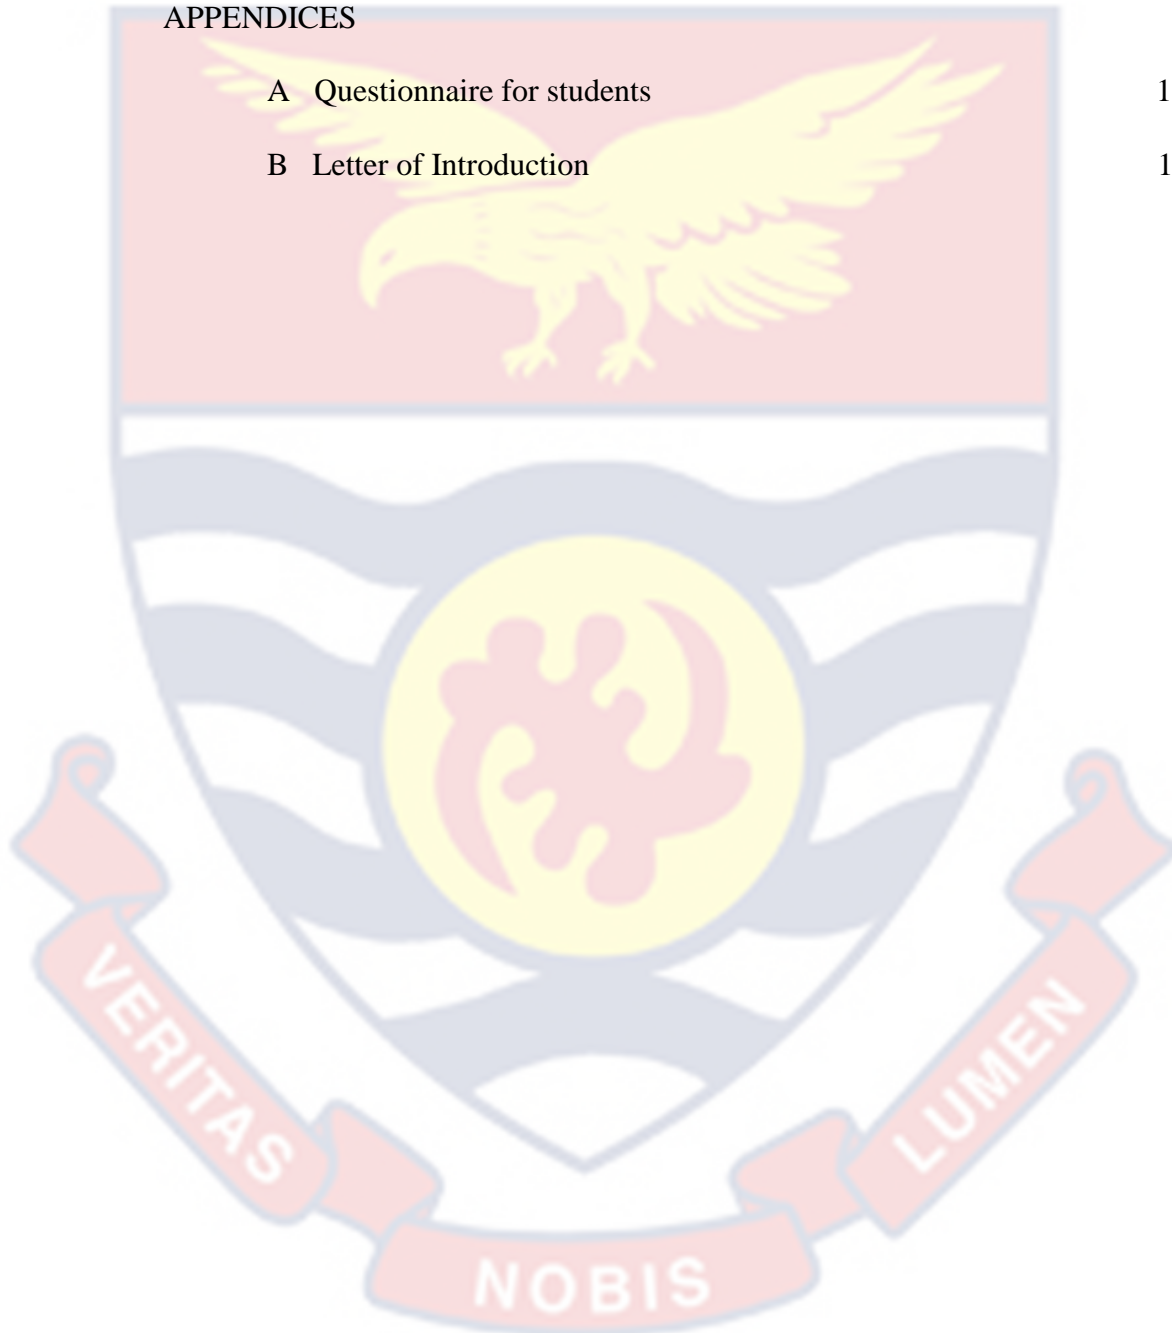 APPENDICES
A Questionnaire for students 1
B Letter of Introduction 1
VERITAS
NOBIS
LUMEN